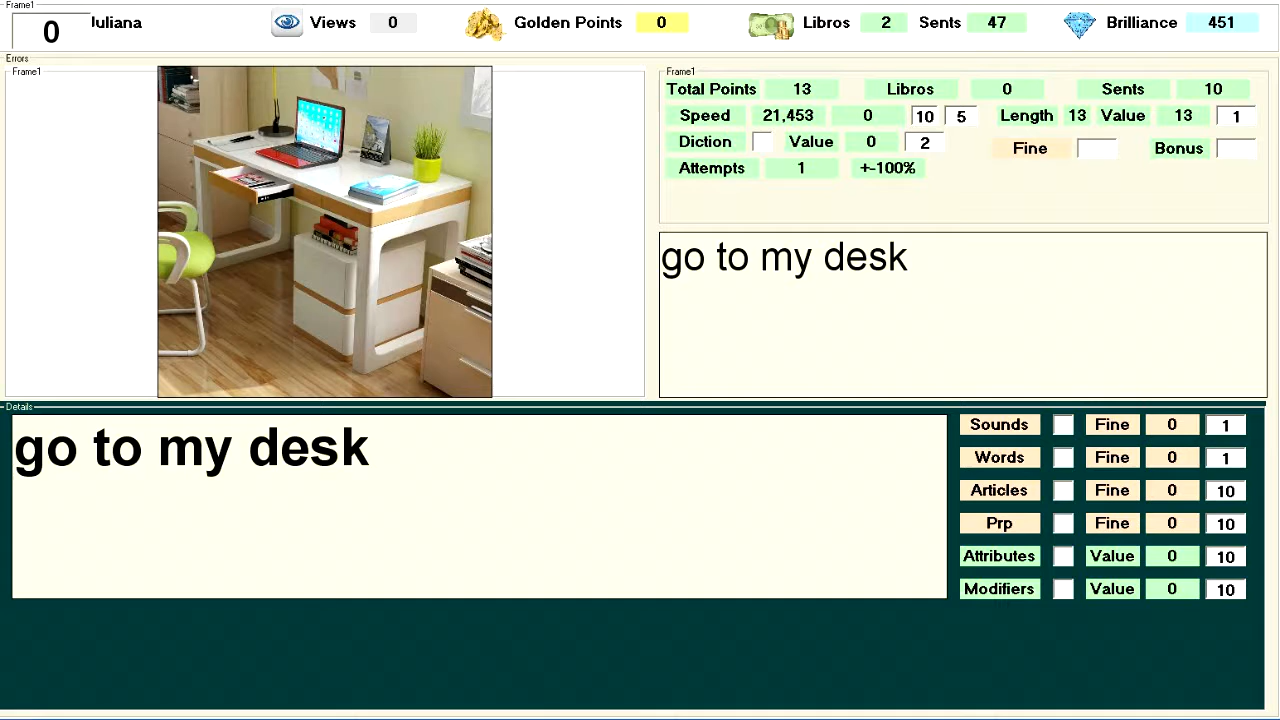 Frame1
0
Iuliana
Views
0
Golden Points
0
Libros
2
Sents
47
Brilliance
451
Errors
Frame1
Frame1
Total Points
13
Libros
0
Sents
10
Speed
21,453
0
10
5
Length
13
Value
13
1
Diction
Value
0
2
Fine
Bonus
Attempts
1
+-100%
go to my desk
Details
go to my desk
Sounds
Fine
0
1
Words
Fine
0
1
Articles
Fine
0
10
Prp
Fine
0
10
Attributes
Value
0
10
Modifiers
Value
0
10